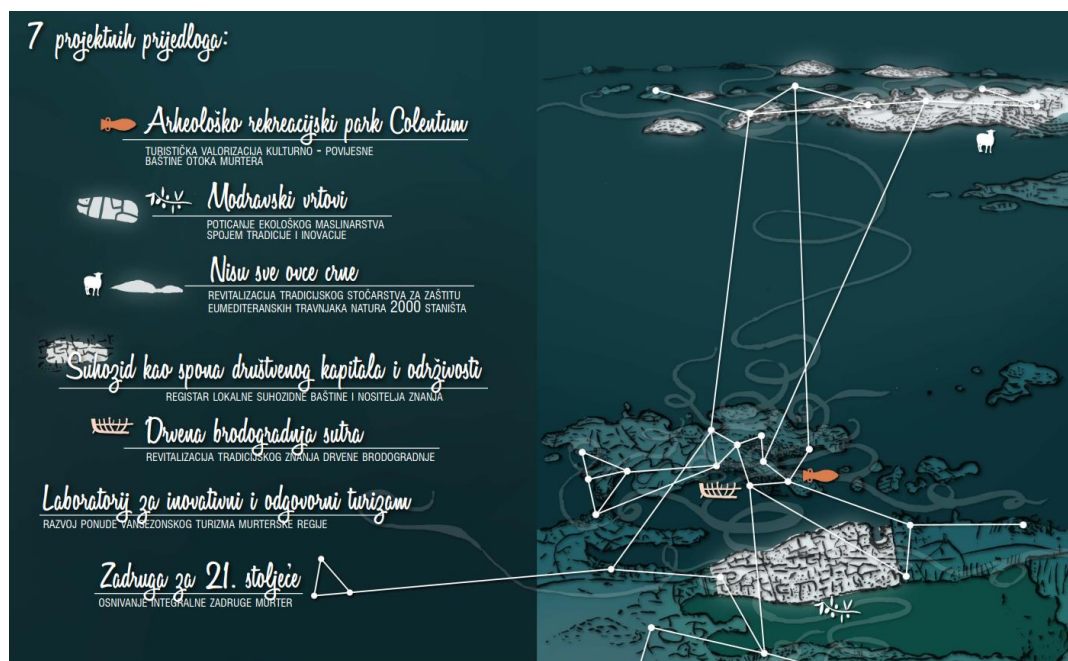 7 projektnih prijedloga:
Arheološko rekreacijski park Colentum
TURISTIČKA VALORIZACIJA KULTURNO - POVIJESNE
BAŠTINE OTOKA MURTERA
Modravski vrtovi
POTICANJE EKOLOŠKOG MASLINARSTVA
SPOJEM TRADICIJE I INOVACIJE
Nisu sve ovce crne
REVITALIZACIJA TRADICIJSKOG STOČARSTVA ZA ZAŠTITU
EUMEDITERANSKIH TRAVNJAKA NATURA 2000 STANIŠTA
Suhozid kao spona društvenog kapitala i održivosti
REGISTAR LOKALNE SUHOZIDNE BAŠTINE I NOSITELJA ZNANJA
Drvena brodogradnja sutra
REVITALIZACIJA TRADICIJSKOG ZNANJA DRVENE BRODOGRADNJE
Laboratorij za inovativni i odgovorni turizam
RAZVOJ PONUDE VANSEZONSKOG TURIZMA MURTERSKE REGIJE
Zadruga za 21. stoljeće
OSNIVANJE INTEGRALNE ZADRUGE MURTER